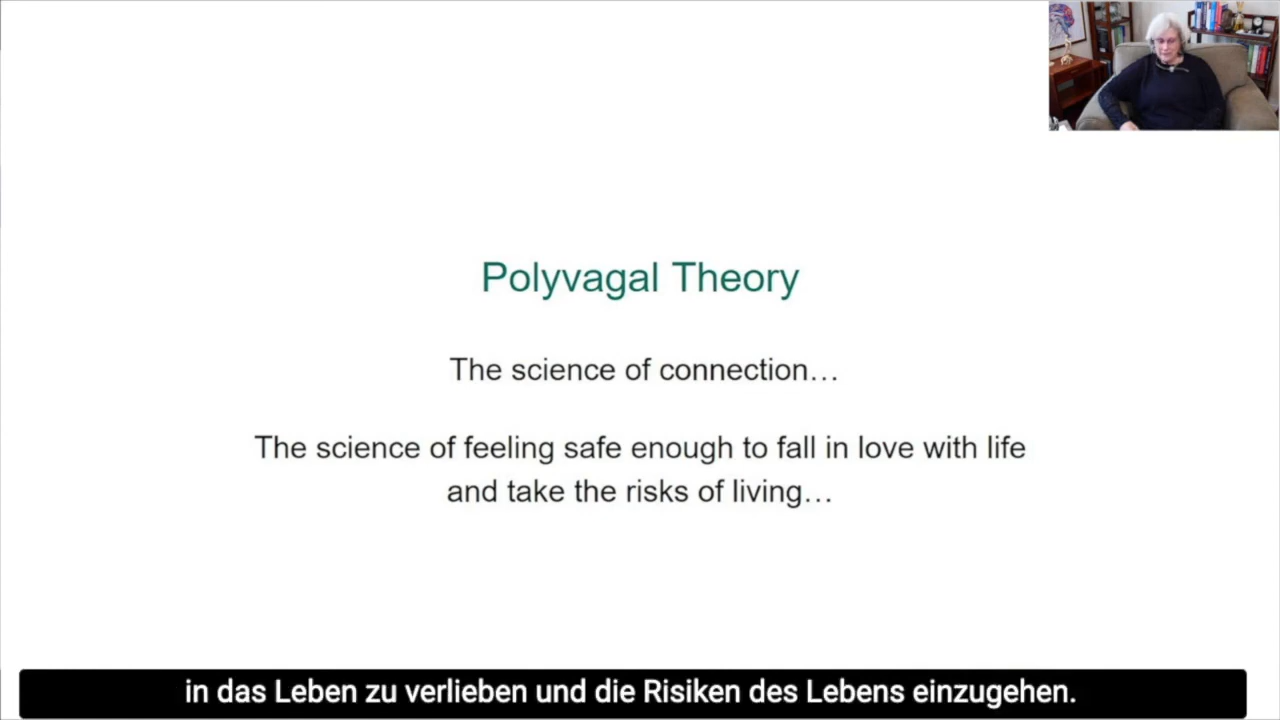 Polyvagal Theory
The science of connection…
The science of feeling safe enough to fall in love with life
and take the risks of living…
in das Leben zu verlieben und die Risiken des Lebens einzugehen.